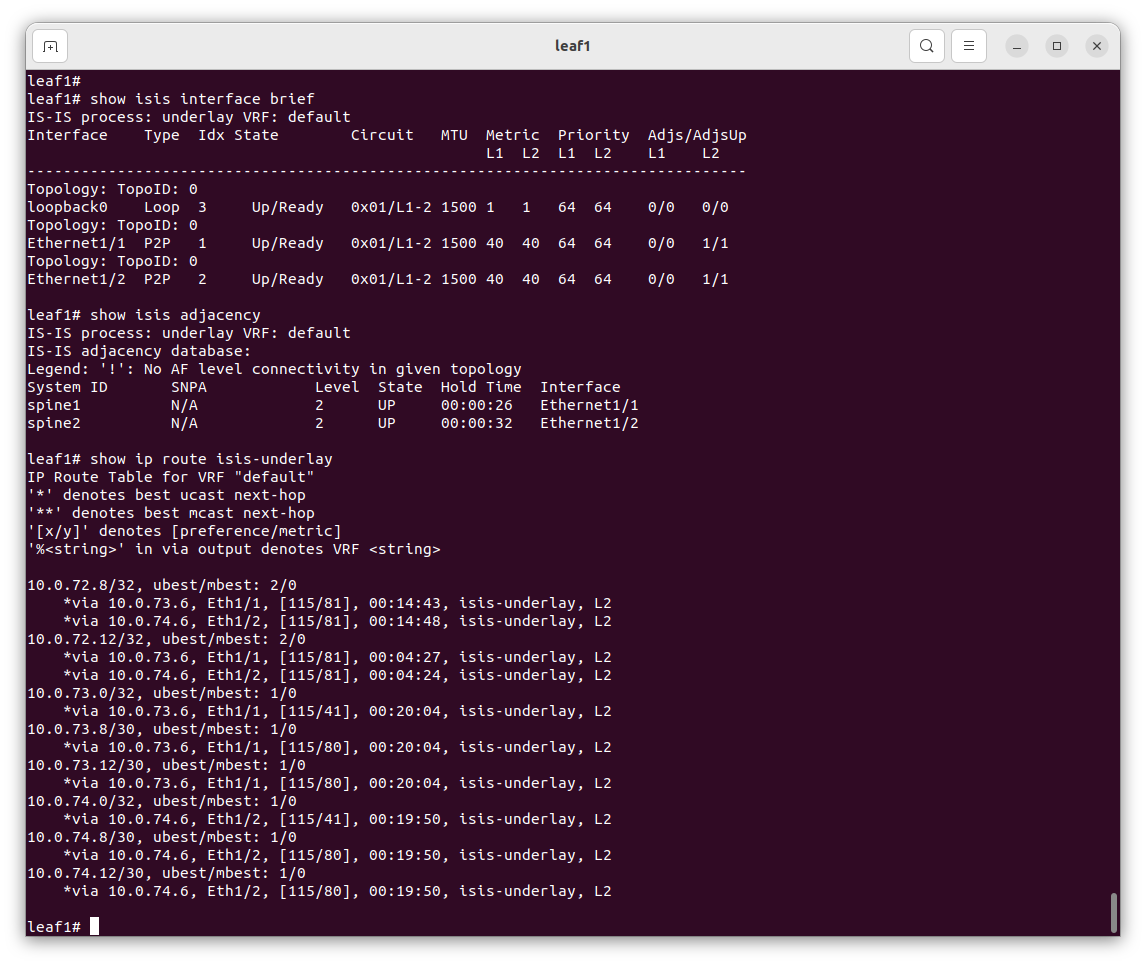 leaf1
leaf1#
leaf1# show isis interface brief
IS-IS process: underlay VRF: default
Interface    Type  Idx State        Circuit   MTU  Metric  Priority  Adjs/AdjsUp
                                                   L1  L2  L1  L2    L1    L2
--------------------------------------------------------------------------------
Topology: TopoID: 0
loopback0    Loop  3     Up/Ready   0x01/L1-2 1500 1   1   64  64    0/0   0/0
Topology: TopoID: 0
Ethernet1/1  P2P   1     Up/Ready   0x01/L1-2 1500 40  40  64  64    0/0   1/1
Topology: TopoID: 0
Ethernet1/2  P2P   2     Up/Ready   0x01/L1-2 1500 40  40  64  64    0/0   1/1
leaf1# show isis adjacency
IS-IS process: underlay VRF: default
IS-IS adjacency database:
Legend: '!': No AF level connectivity in given topology
System ID       SNPA            Level  State  Hold Time  Interface
spine1          N/A             2      UP     00:00:26   Ethernet1/1
spine2          N/A             2      UP     00:00:32   Ethernet1/2
leaf1# show ip route isis-underlay
IP Route Table for VRF "default"
'*' denotes best ucast next-hop
'**' denotes best mcast next-hop
'[x/y]' denotes [preference/metric]
'%<string>' in via output denotes VRF <string>
10.0.72.8/32, ubest/mbest: 2/0
    *via 10.0.73.6, Eth1/1, [115/81], 00:14:43, isis-underlay, L2
    *via 10.0.74.6, Eth1/2, [115/81], 00:14:48, isis-underlay, L2
10.0.72.12/32, ubest/mbest: 2/0
    *via 10.0.73.6, Eth1/1, [115/81], 00:04:27, isis-underlay, L2
    *via 10.0.74.6, Eth1/2, [115/81], 00:04:24, isis-underlay, L2
10.0.73.0/32, ubest/mbest: 1/0
    *via 10.0.73.6, Eth1/1, [115/41], 00:20:04, isis-underlay, L2
10.0.73.8/30, ubest/mbest: 1/0
    *via 10.0.73.6, Eth1/1, [115/80], 00:20:04, isis-underlay, L2
10.0.73.12/30, ubest/mbest: 1/0
    *via 10.0.73.6, Eth1/1, [115/80], 00:20:04, isis-underlay, L2
10.0.74.0/32, ubest/mbest: 1/0
    *via 10.0.74.6, Eth1/2, [115/41], 00:19:50, isis-underlay, L2
10.0.74.8/30, ubest/mbest: 1/0
    *via 10.0.74.6, Eth1/2, [115/80], 00:19:50, isis-underlay, L2
10.0.74.12/30, ubest/mbest: 1/0
    *via 10.0.74.6, Eth1/2, [115/80], 00:19:50, isis-underlay, L2
leaf1#